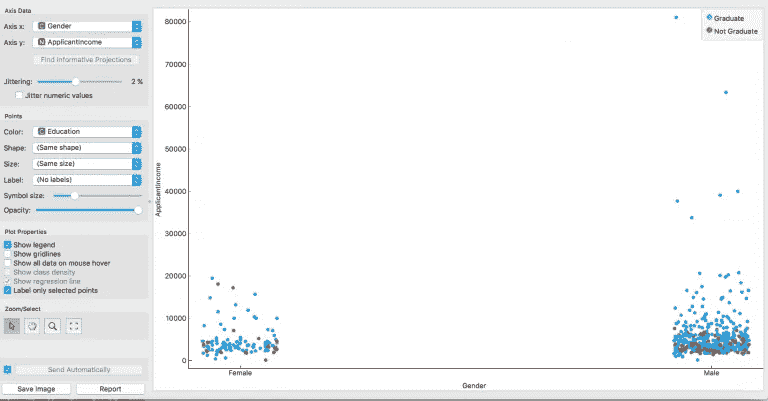 Axis Data
Axis x: C Gender
Axis y: N ApplicantIncome
Find Informative Projections
Jittering: 2 %
Jitter numeric values
Points
Color: C Education
Shape: (Same shape)
Size: (Same size)
Label: (No labels)
Symbol size:
Opacity:
Plot Properties
Show legend
Show gridlines
Show all data on mouse hover
Show class density
Show regression line
Label only selected points
Zoom/Select
Send Automatically
Save Image Report
80000
70000
60000
50000
40000
30000
20000
10000
0
ApplicantIncome
Female Male
Gender
Graduate
Not Graduate